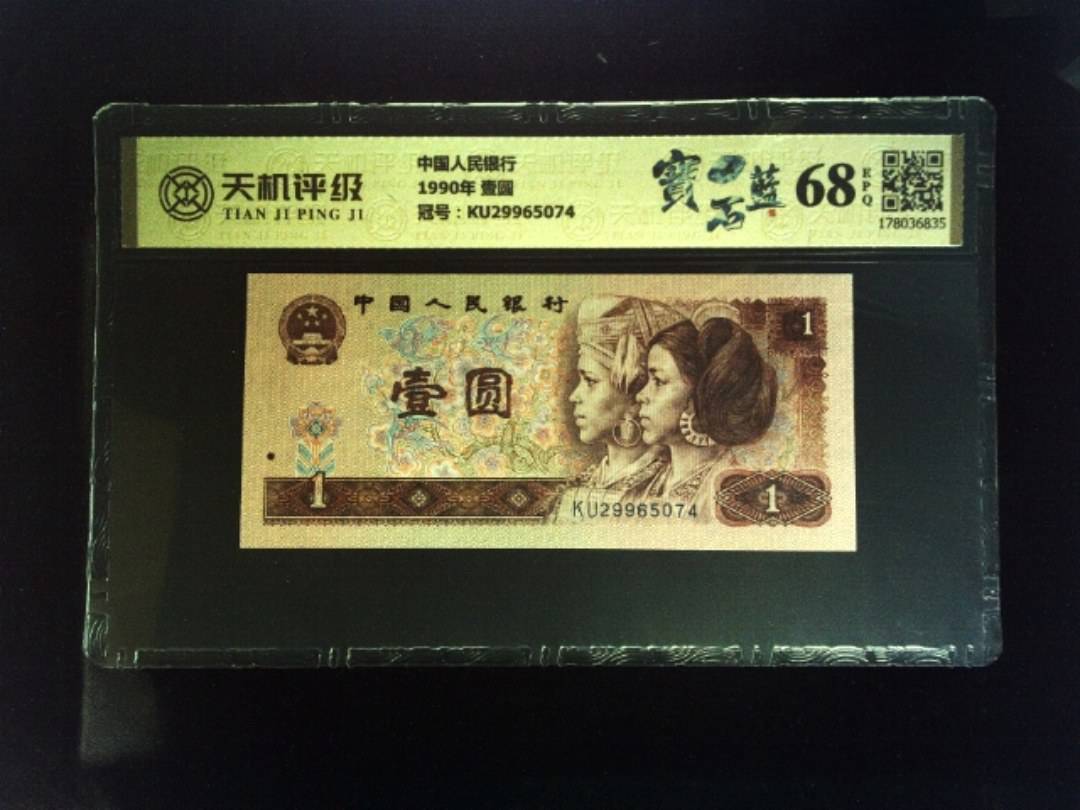 天机评级
TIAN JI PING JI
中国人民银行
1990年 壹圆
冠号：KU29965074
寶石藍
68
EPQ
178036835
中国人民银行
1
壹圆
1
KU29965074
1